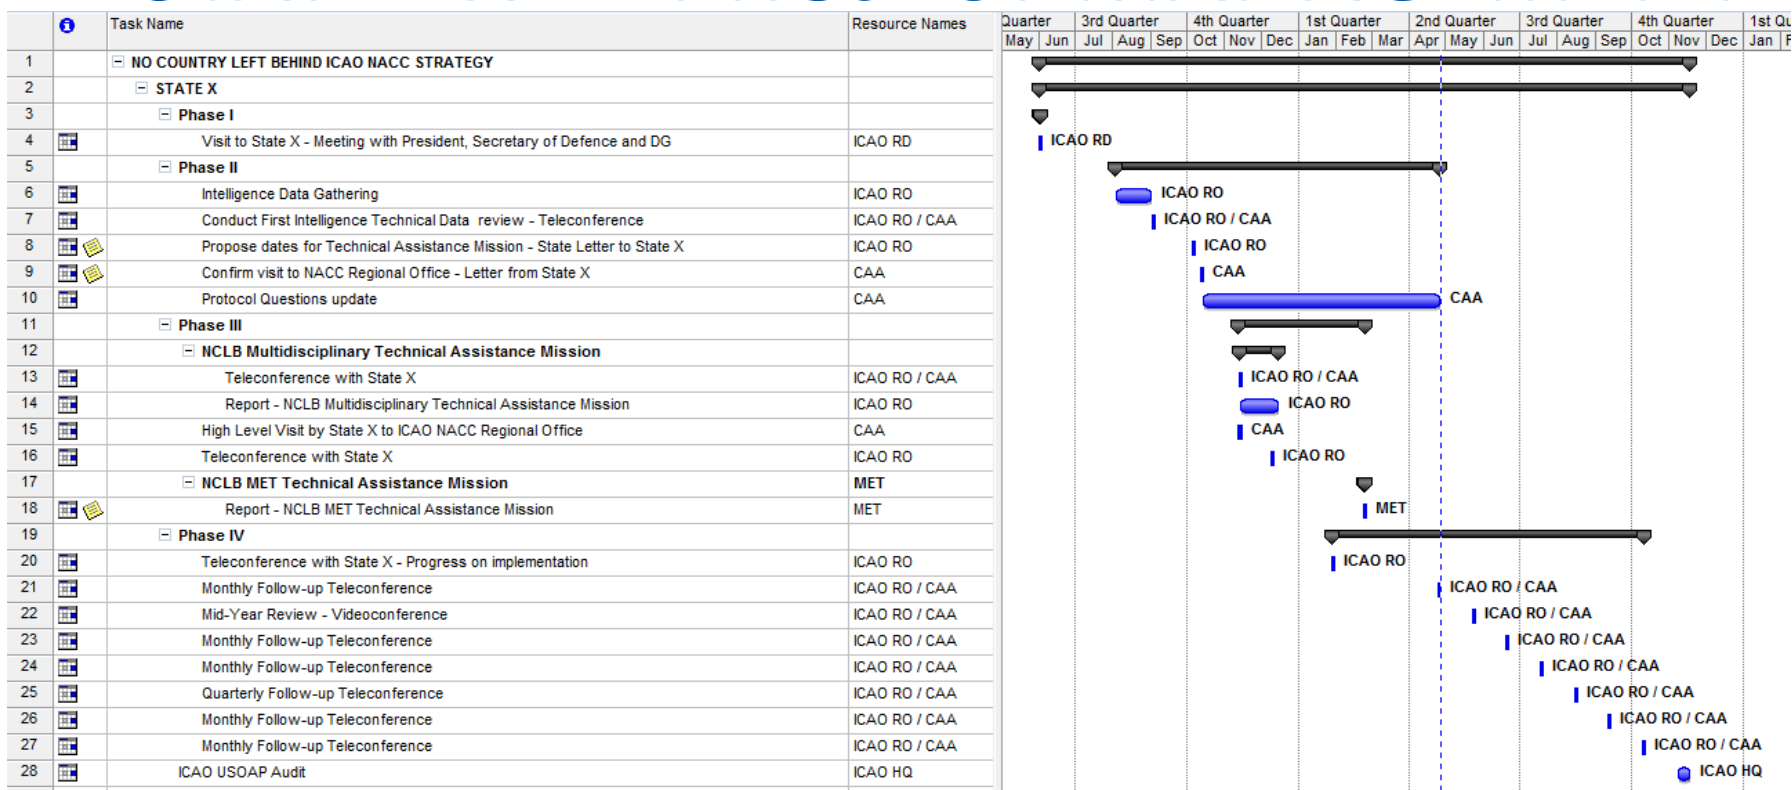 Task Name Resource Names Quarter 3rd Quarter 4th Quarter 1st Quarter 2nd Quarter 3rd Quarter 4th Quarter 1st Qu
May Jun Jul Aug Sep Oct Nov Dec Jan Feb Mar Apr May Jun Jul Aug Sep Oct Nov Dec Jan F
1 NO COUNTRY LEFT BEHIND ICAO NACC STRATEGY
2 STATE X
3 Phase I
4 Visit to State X - Meeting with President, Secretary of Defence and DG ICAO RD ICAO RD
5 Phase II
6 Intelligence Data Gathering ICAO RO ICAO RO
7 Conduct First Intelligence Technical Data review - Teleconference ICAO RO / CAA ICAO RO / CAA
8 Propose dates for Technical Assistance Mission - State Letter to State X ICAO RO ICAO RO
9 Confirm visit to NACC Regional Office - Letter from State X CAA CAA
10 Protocol Questions update CAA CAA
11 Phase III
12 NCLB Multidisciplinary Technical Assistance Mission
13 Teleconference with State X ICAO RO / CAA ICAO RO / CAA
14 Report - NCLB Multidisciplinary Technical Assistance Mission ICAO RO ICAO RO
15 High Level Visit by State X to ICAO NACC Regional Office CAA CAA
16 Teleconference with State X ICAO RO ICAO RO
17 NCLB MET Technical Assistance Mission MET
18 Report - NCLB MET Technical Assistance Mission MET MET
19 Phase IV
20 Teleconference with State X - Progress on implementation ICAO RO ICAO RO
21 Monthly Follow-up Teleconference ICAO RO / CAA ICAO RO / CAA
22 Mid-Year Review - Videoconference ICAO RO / CAA ICAO RO / CAA
23 Monthly Follow-up Teleconference ICAO RO / CAA ICAO RO / CAA
24 Monthly Follow-up Teleconference ICAO RO / CAA ICAO RO / CAA
25 Quarterly Follow-up Teleconference ICAO RO / CAA ICAO RO / CAA
26 Monthly Follow-up Teleconference ICAO RO / CAA ICAO RO / CAA
27 Monthly Follow-up Teleconference ICAO RO / CAA ICAO RO / CAA
28 ICAO USOAP Audit ICAO HQ ICAO HQ